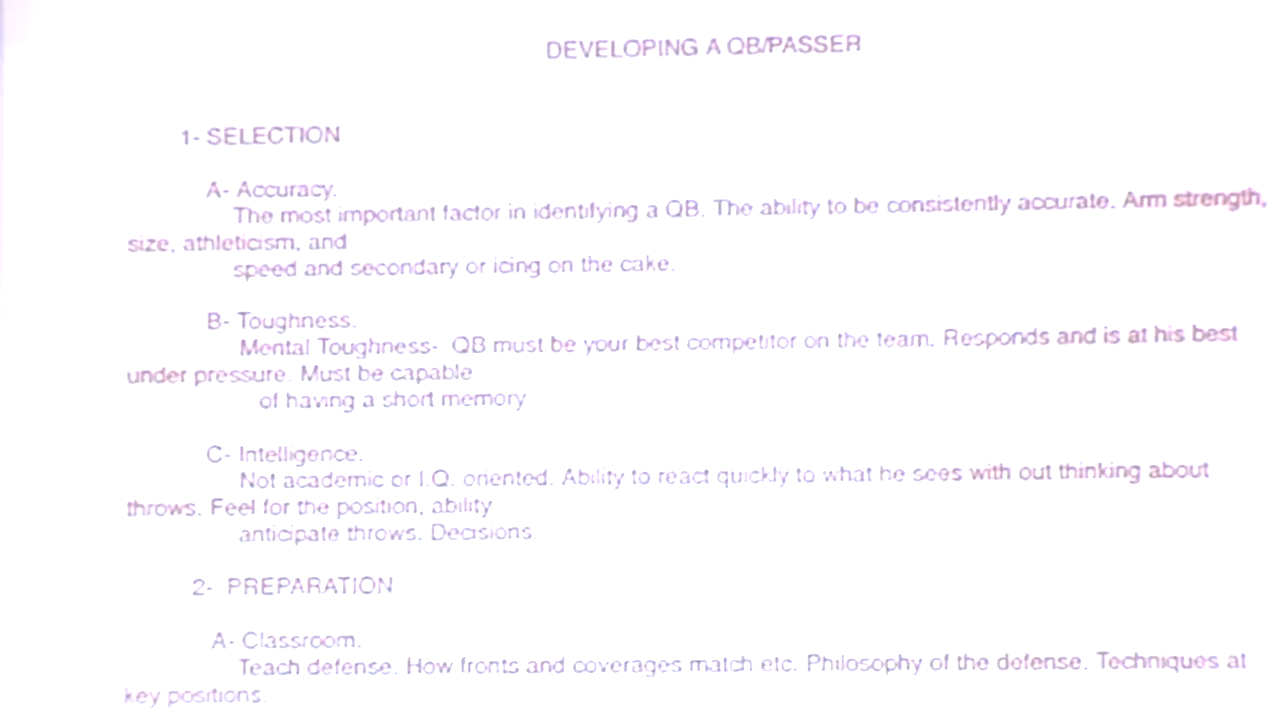 DEVELOPING A QB/PASSER
1- SELECTION
A- Accuracy.
The most important factor in identifying a QB. The ability to be consistently accurate. Arm strength,
size, athleticism, and
speed and secondary or icing on the cake.
B- Toughness.
Mental Toughness- QB must be your best competitor on the team. Responds and is at his best
under pressure. Must be capable
of having a short memory
C- Intelligence.
Not academic or I.Q. oriented. Ability to react quickly to what he sees with out thinking about
throws. Feel for the position, ability
anticipate throws. Decisions
2- PREPARATION
A- Classroom.
Teach defense. How fronts and coverages match etc. Philosophy of the defense. Techniques at
key positions.